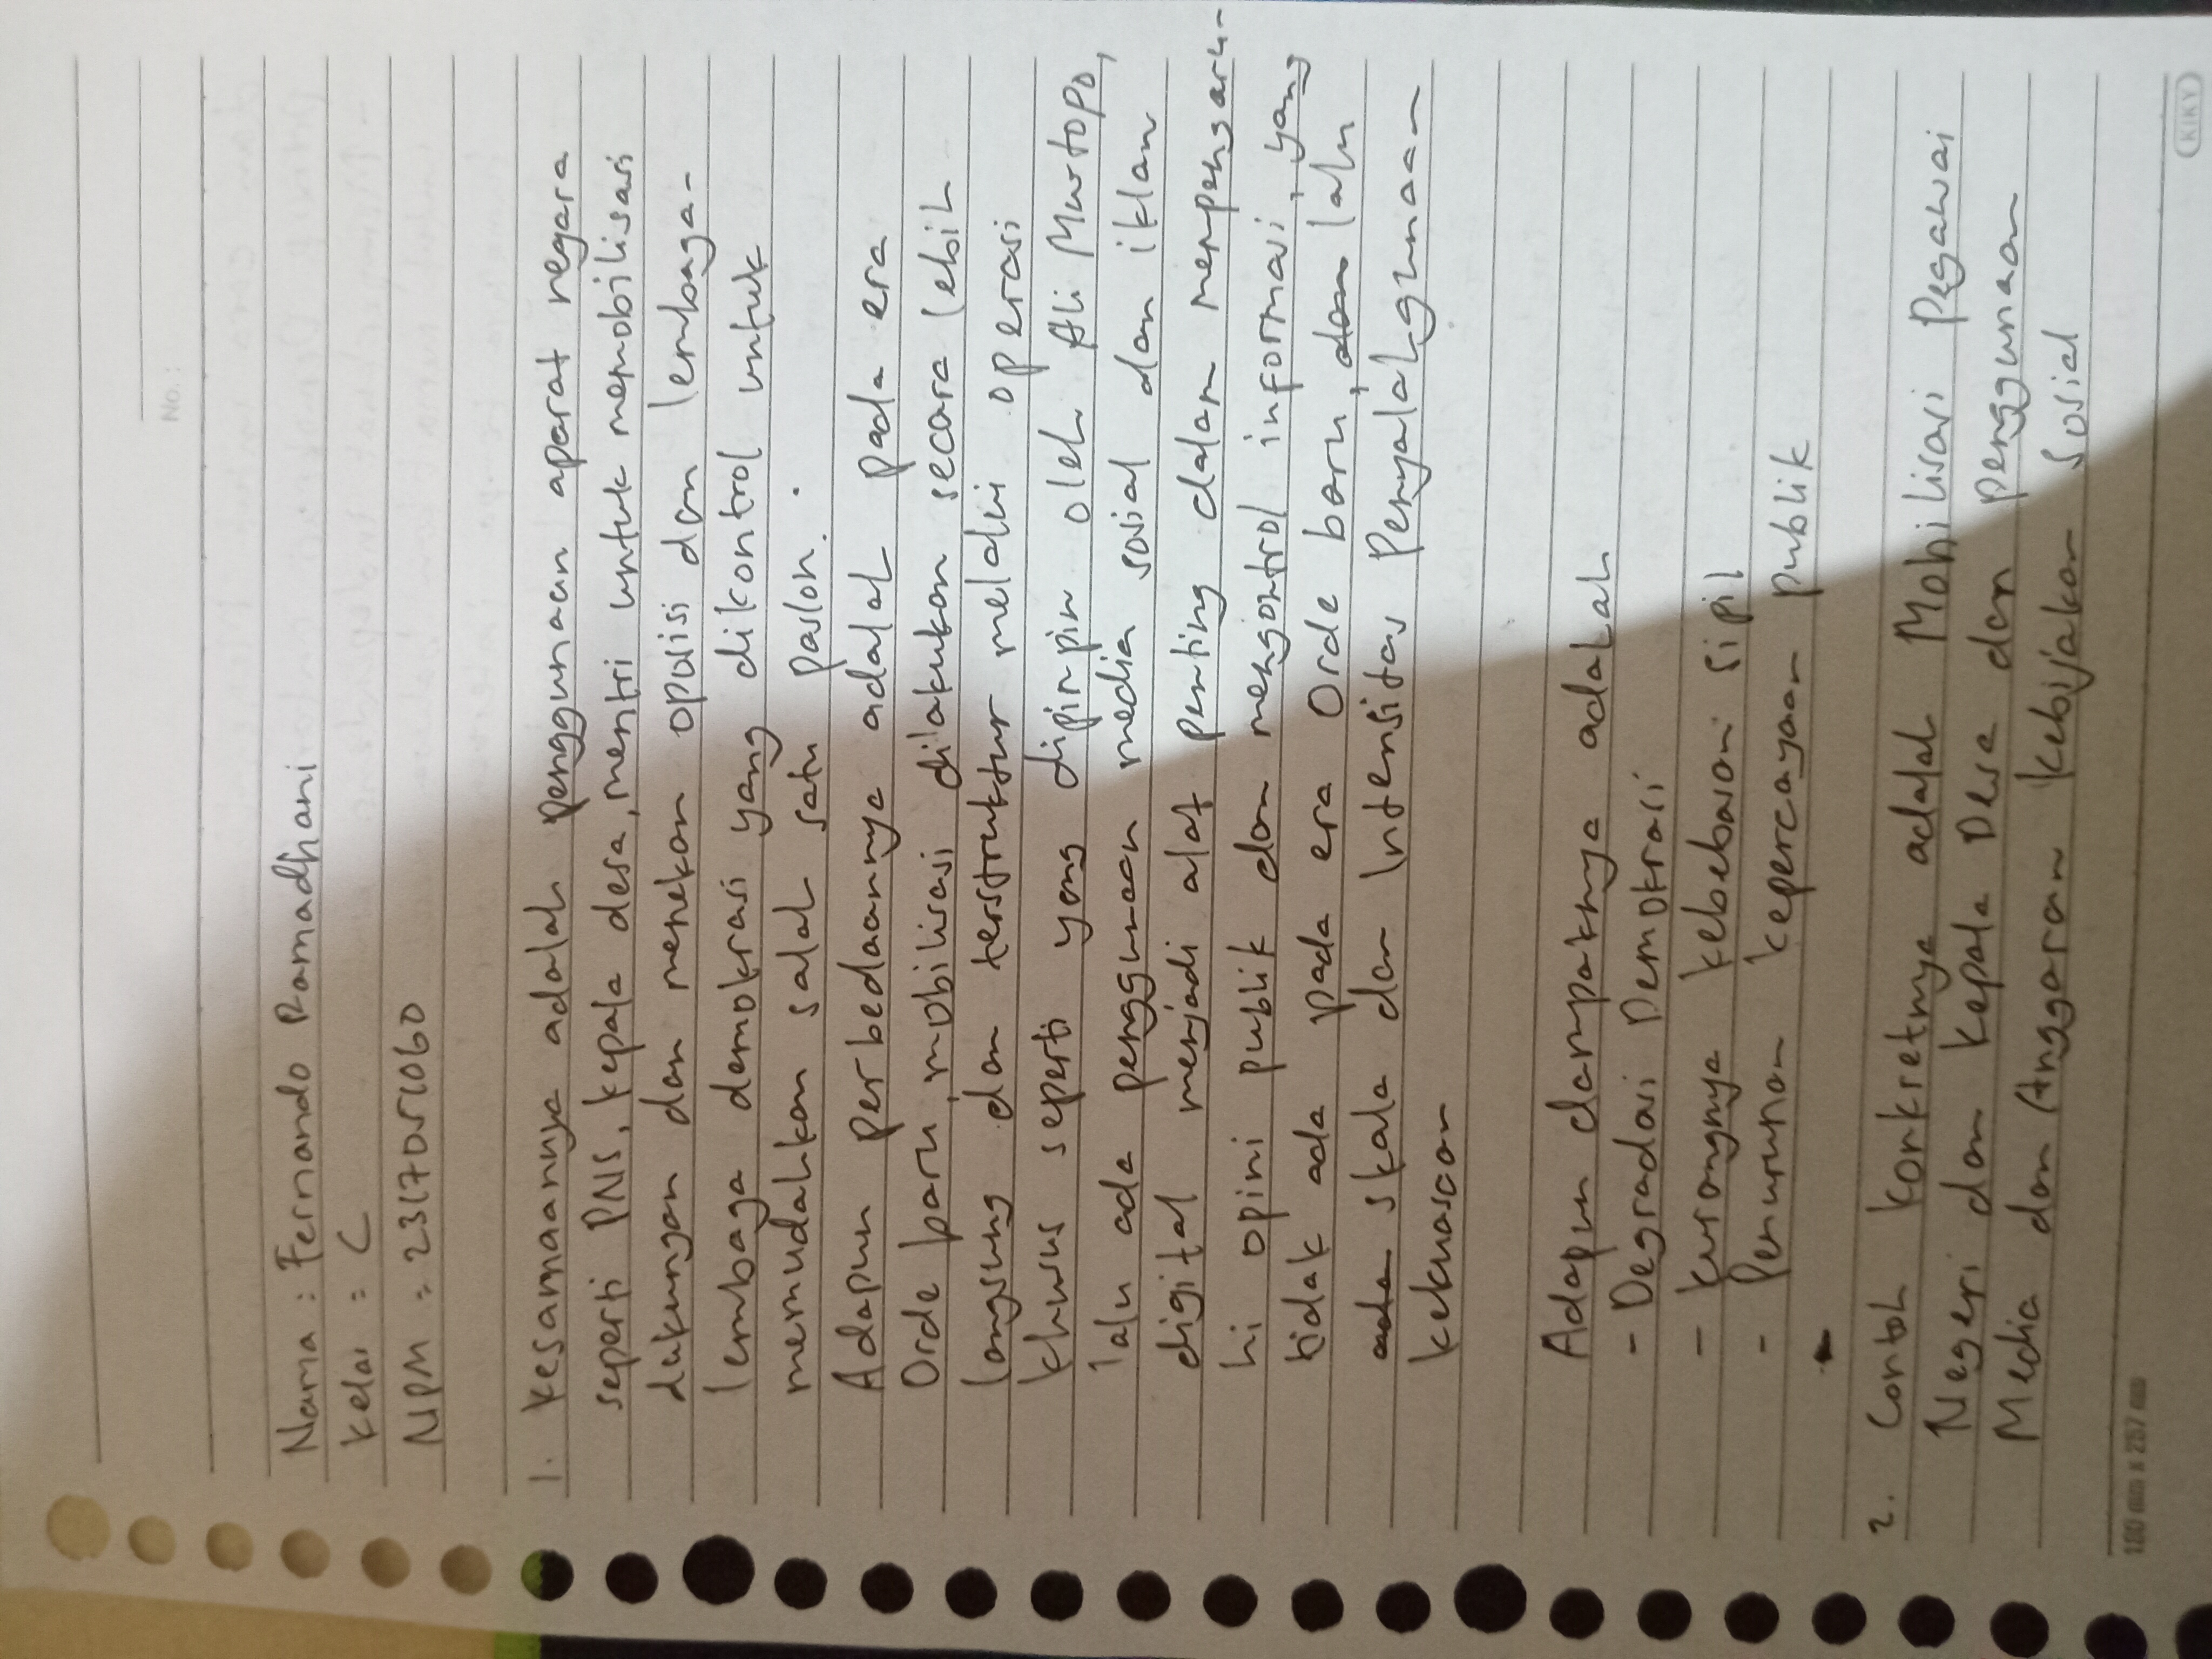 No. :
Nama : Fernando Ramadhani
Kelas : C
NPM : 2317051060
1. Kesamaannya adalah penggunaan aparat negara
seperti PNS, kepala desa, mentri untuk memobilisasi
dukungan dan menekan oposisi dan lembaga-
lembaga demokrasi yang dikontrol untuk
memudahkan salah satu paslon.
Adapun perbedaannya adalah pada era
Orde baru, mobilisasi dilakukan secara lebih
langsung dan terstruktur melalui operasi
khusus seperti yang dipimpin oleh Ali Murtopo,
lalu ada penggunaan media sosial dan iklan
digital menjadi alat penting dalam mempengaru-
hi opini publik dan mengontrol informasi, yang
tidak ada pada era Orde baru, dan lalu
ada skala dan Intensitas Penyalahgunaan
kekuasaan
Adapun dampaknya adalah
- Degradasi Demokrasi
- Kurangnya kebebasan sipil
- Penurunan kepercayaan publik
2. Contoh konkretnya adalah Mobilisasi Pegawai
Negeri dan Kepala Desa dan penggunaan
Media dan Anggaran Kebijakan Sosial
180 mm x 257 mm
KIKY